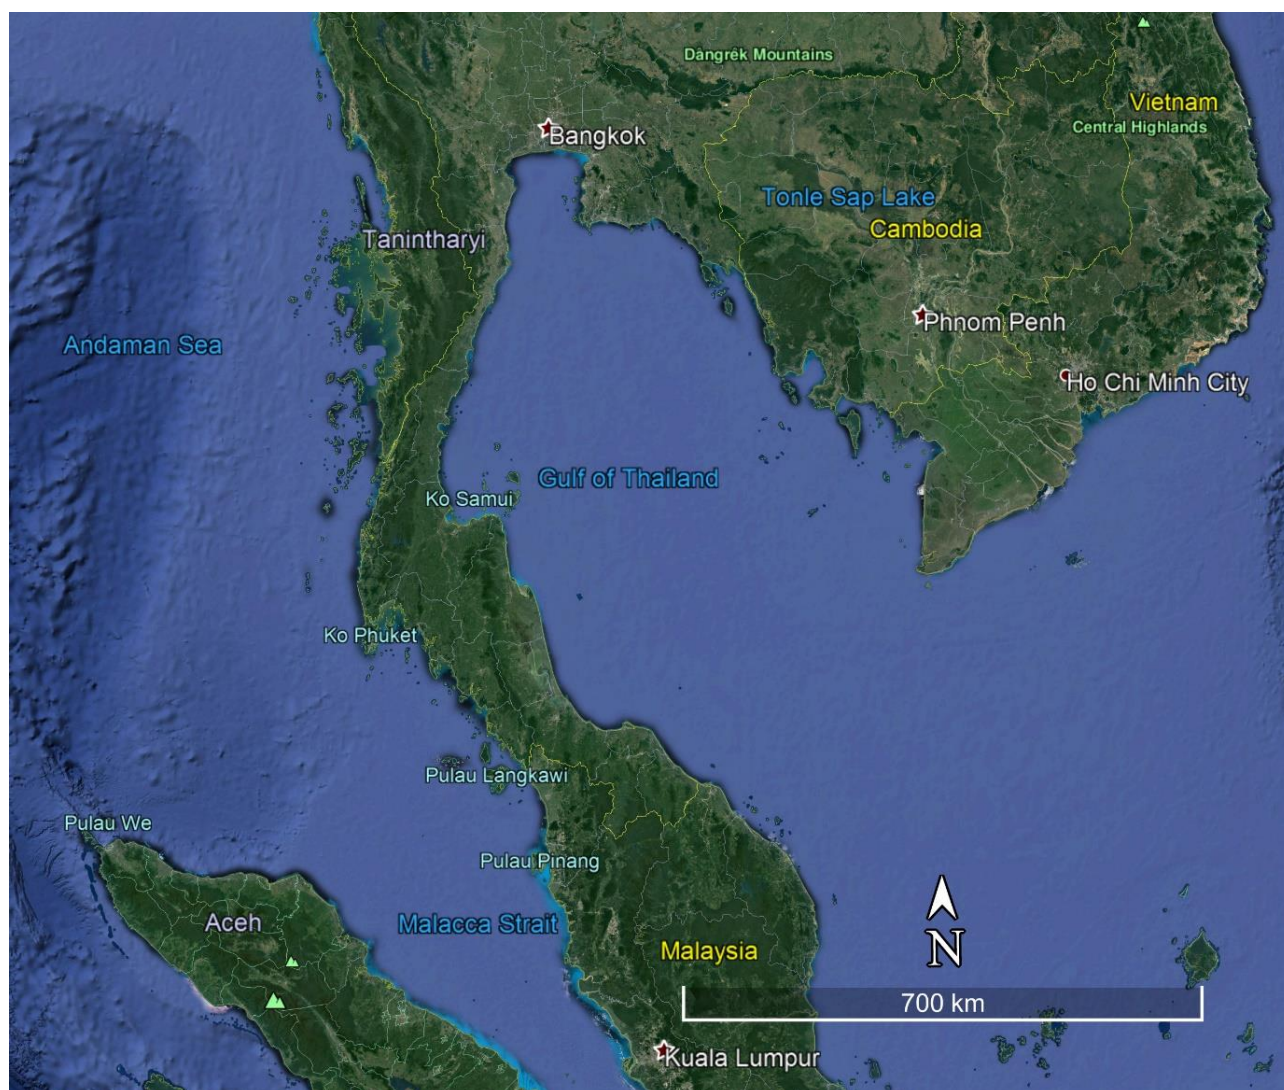 Dângrêk Mountains
Vietnam
Central Highlands
Bangkok
Tonle Sap Lake
Cambodia
Tanintharyi
Phnom Penh
Andaman Sea
Ho Chi Minh City
Gulf of Thailand
Ko Samui
Ko Phuket
Pulau Langkawi
Pulau We
Pulau Pinang
Aceh
Malacca Strait
N
Malaysia
700 km
Kuala Lumpur